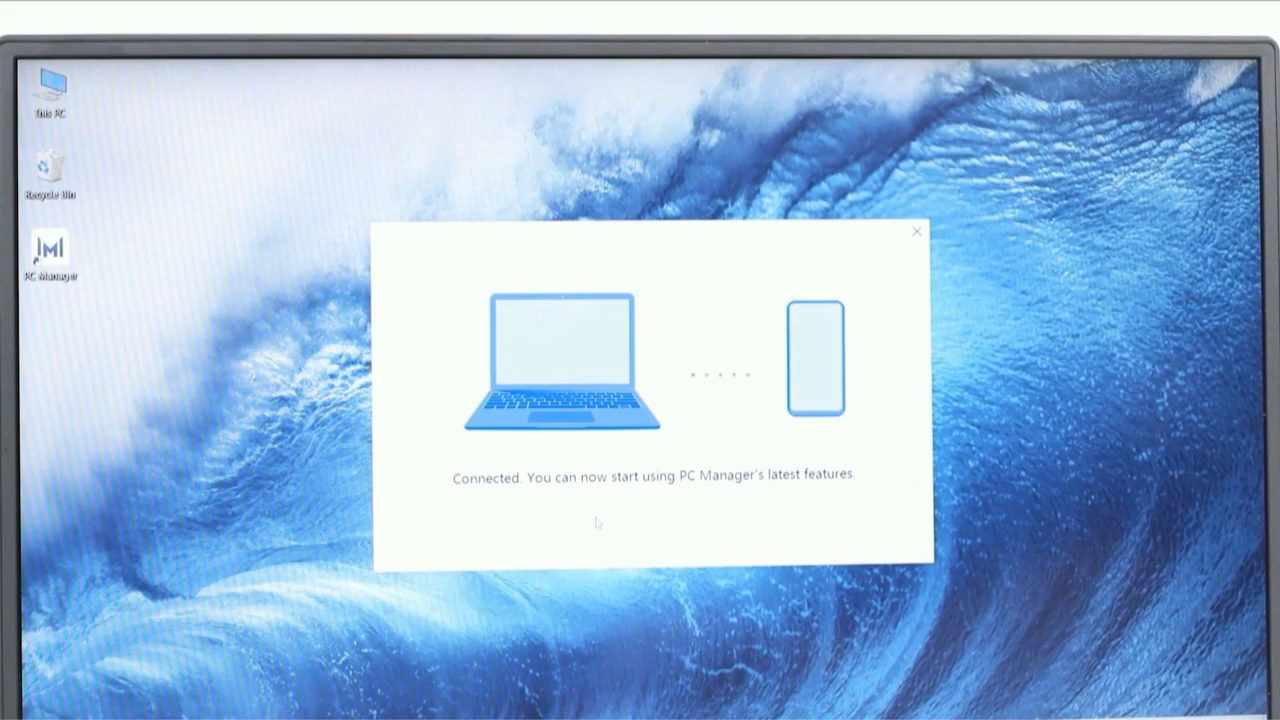 This PC
Recycle Bin
PC Manager
Connected. You can now start using PC Manager's latest features.